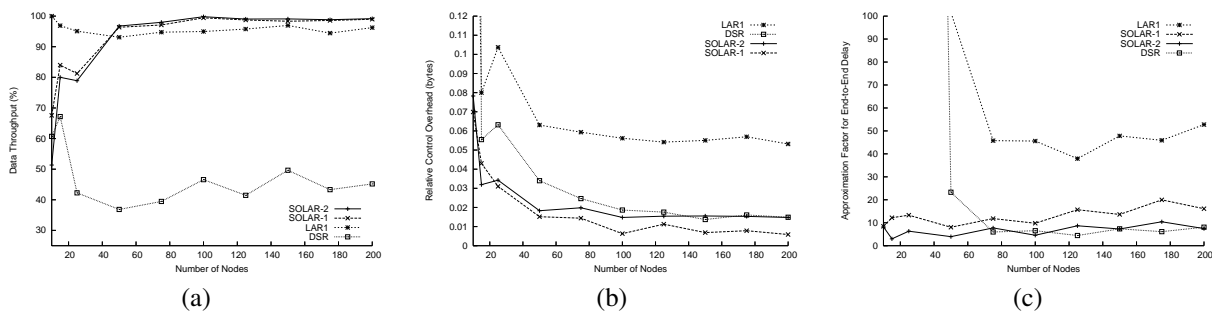 100
90
80
70
60
50
40
30
20 40 60 80 100 120 140 160 180 200
Data Throughput (%)
Number of Nodes
SOLAR-2
SOLAR-1
LAR1
DSR
(a)
0.12
0.11
0.1
0.09
0.08
0.07
0.06
0.05
0.04
0.03
0.02
0.01
0
20 40 60 80 100 120 140 160 180 200
Relative Control Overhead (bytes)
Number of Nodes
LAR1
DSR
SOLAR-2
SOLAR-1
(b)
100
90
80
70
60
50
40
30
20
10
0
20 40 60 80 100 120 140 160 180 200
Approximation Factor for End-to-End Delay
Number of Nodes
LAR1
SOLAR-1
SOLAR-2
DSR
(c)